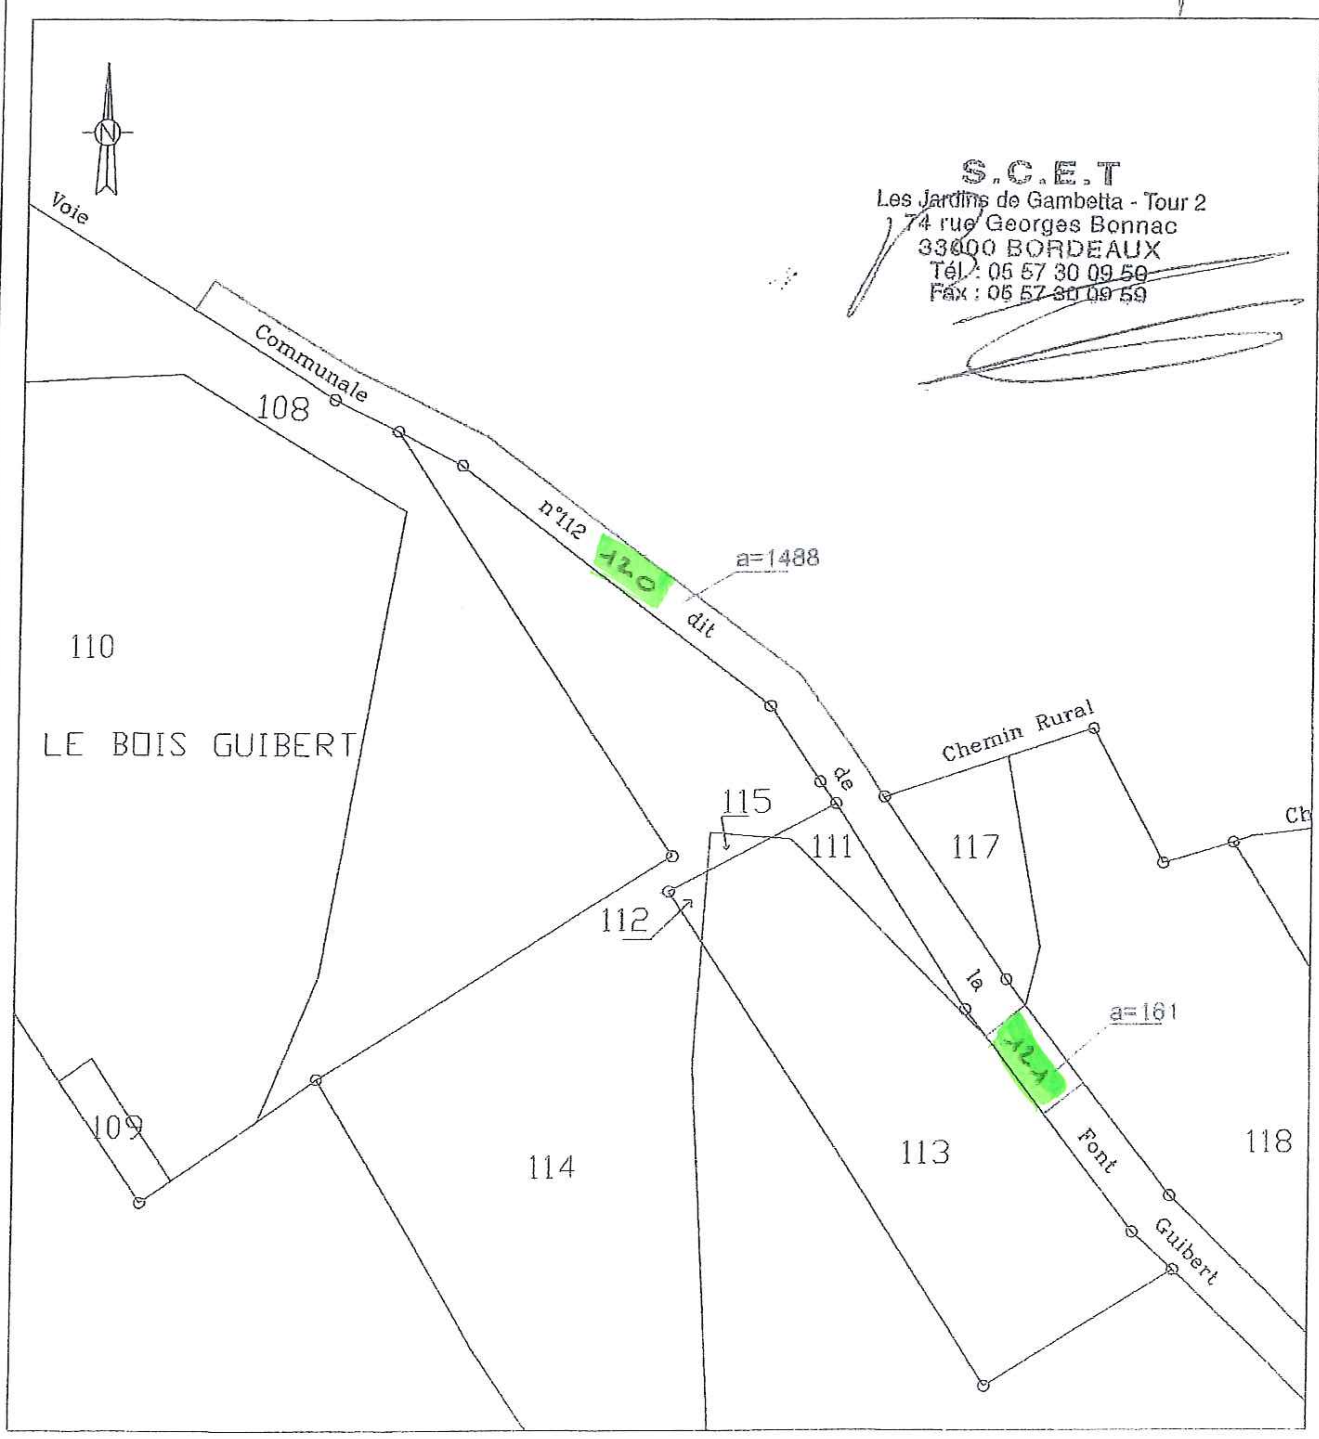 N
S.C.E.T
Les Jardins de Gambetta - Tour 2
74 rue Georges Bonnac
33000 BORDEAUX
Tél : 05 57 30 09 50
Fax : 05 57 30 09 59
Voie
Communale
108
n°112
120
a=1488
dit
110
LE BOIS GUIBERT
Chemin Rural
de
115
Ch
111
117
112
la
a=161
121
109
Font
118
113
114
Guibert